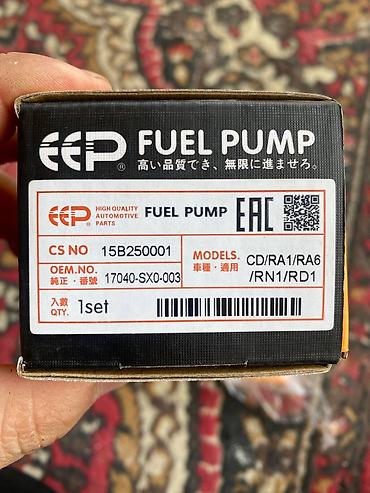 EEP® FUEL PUMP
高い品質でき、無限に進ませろ。
EEP® HIGH QUALITY AUTOMOTIVE PARTS FUEL PUMP EAC
CS NO 15B250001
MODELS. 車種・適用 CD/RA1/RA6
/RN1/RD1
OEM.NO. 純正・番號 17040-SX0-003
入數 QTY. 1set